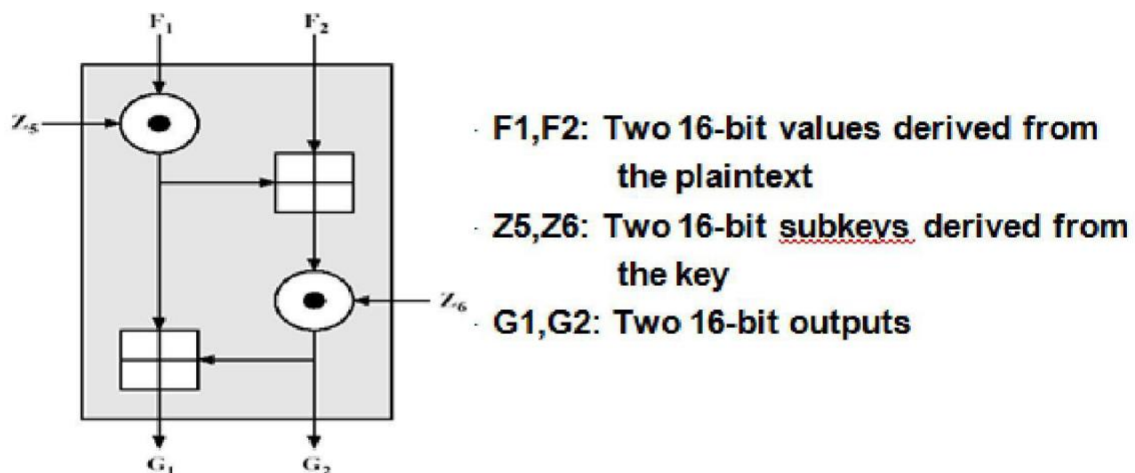 F1 F2
Z5
· F1,F2: Two 16-bit values derived from
the plaintext
· Z5,Z6: Two 16-bit subkeys derived from
the key
Z6
· G1,G2: Two 16-bit outputs
G1 G2